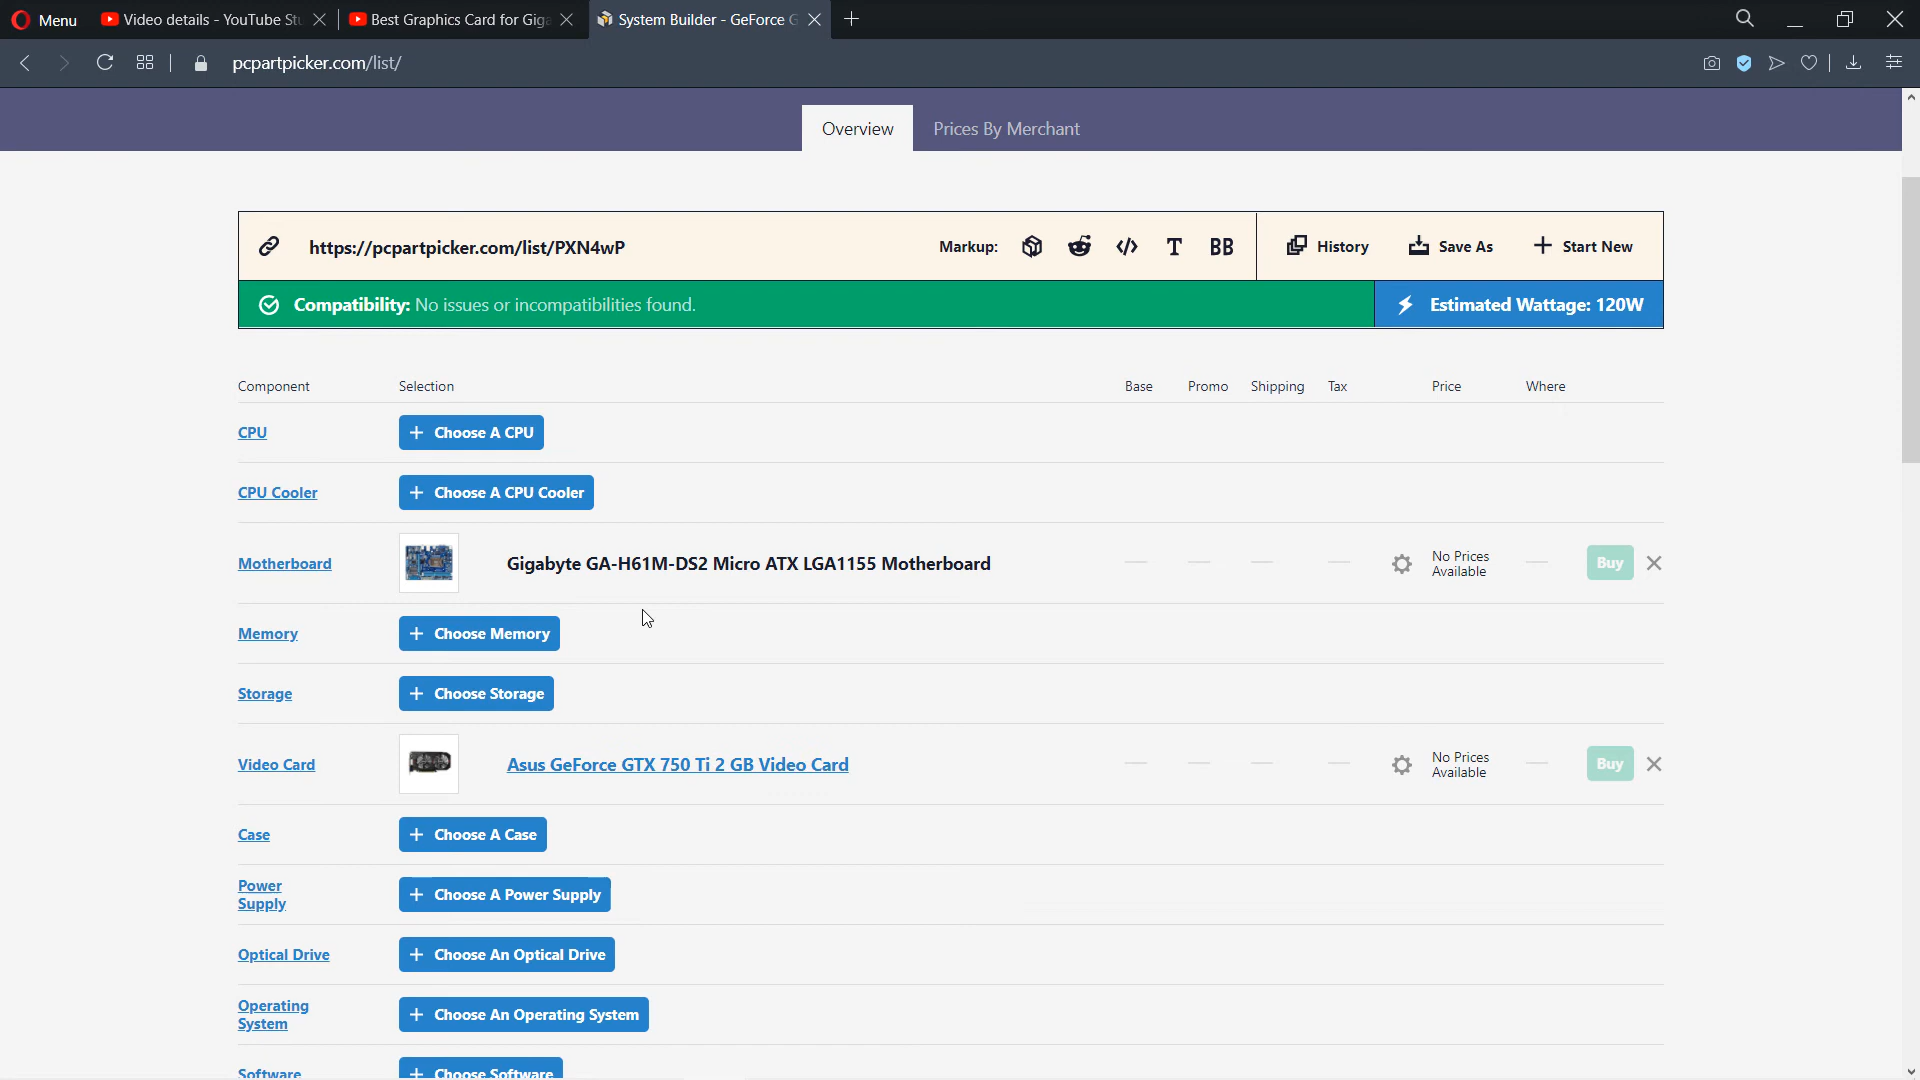 Menu
Video details - YouTube Stu
Best Graphics Card for Giga
System Builder - GeForce G
pcpartpicker.com/list/
Overview
Prices By Merchant
https://pcpartpicker.com/list/PXN4wP
Markup:
T
BB
History
Save As
Start New
Compatibility: No issues or incompatibilities found.
Estimated Wattage: 120W
Component
Selection
Base
Promo
Shipping
Tax
Price
Where
CPU
+ Choose A CPU
CPU Cooler
+ Choose A CPU Cooler
Motherboard
Gigabyte GA-H61M-DS2 Micro ATX LGA1155 Motherboard
No Prices
Available
Buy
Memory
+ Choose Memory
Storage
+ Choose Storage
Video Card
Asus GeForce GTX 750 Ti 2 GB Video Card
No Prices
Available
Buy
Case
+ Choose A Case
Power
Supply
+ Choose A Power Supply
Optical Drive
+ Choose An Optical Drive
Operating
System
+ Choose An Operating System
Software
+ Choose Software